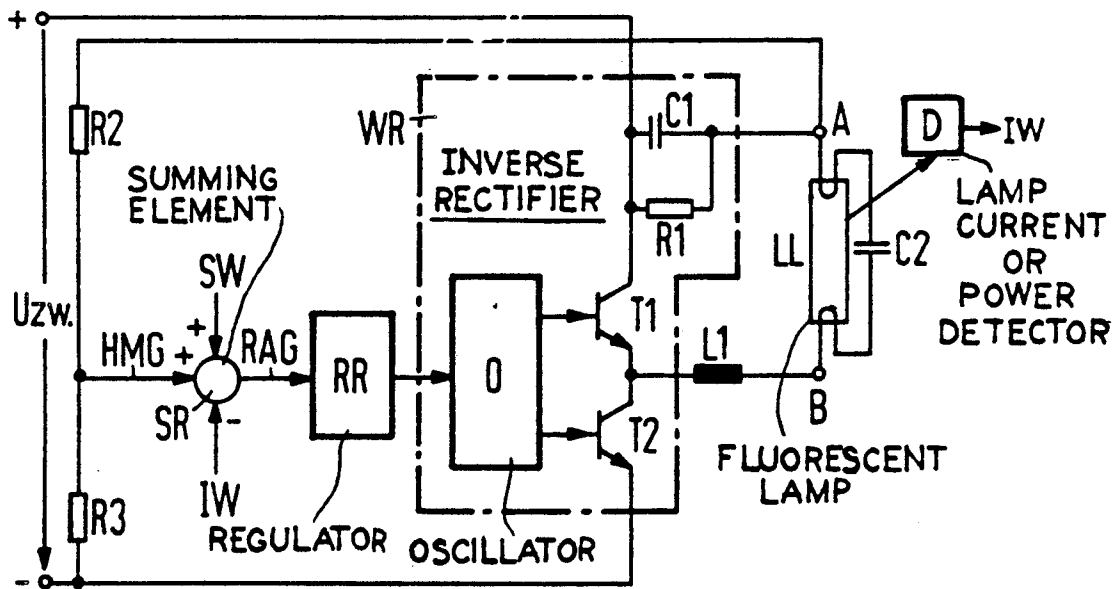 +
R2
WR
C1
A
D
IW
INVERSE
RECTIFIER
SUMMING
ELEMENT
R1
LAMP
CURRENT
OR
POWER
DETECTOR
LL
C2
SW
Uzw.
+
T1
HMG
+
RAG
RR
O
L1
SR
-
T2
B
IW
R3
REGULATOR
OSCILLATOR
FLUORESCENT
LAMP
-